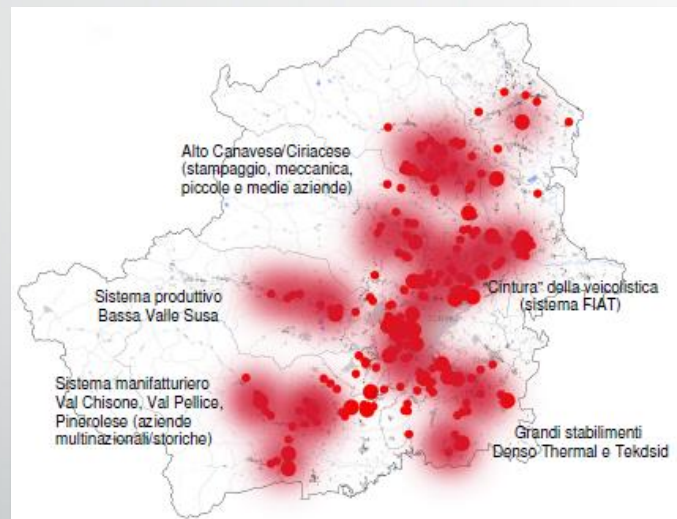 Alto Canavese/Ciriacese
(stampaggio, meccanica,
piccole e medie aziende)
"Cintura" della veicolistica
(sistema FIAT)
Sistema produttivo
Bassa Valle Susa
Sistema manifatturiero
Val Chisone, Val Pellice,
Pinerolese (aziende
multinazionali/storiche)
Grandi stabilimenti
Denso Thermal e Tekdsid